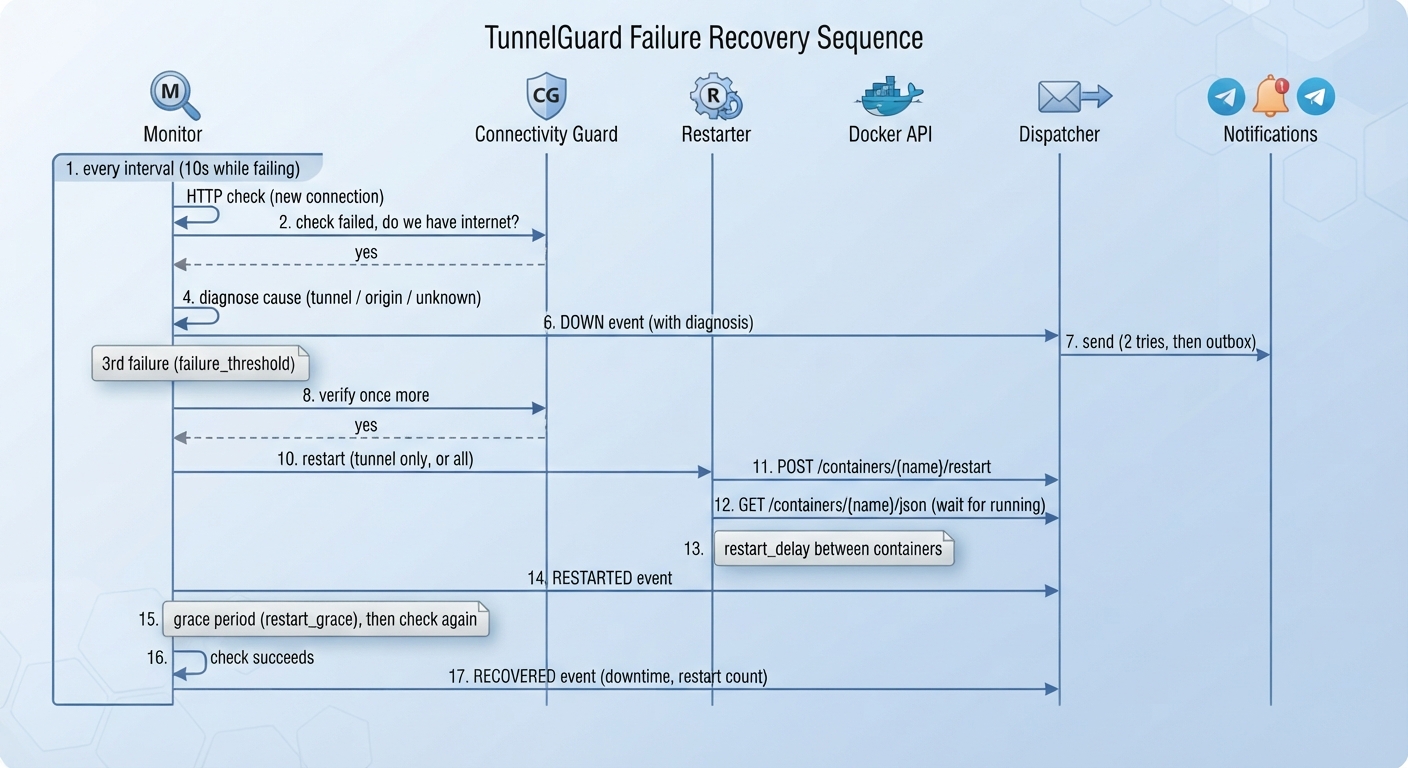 TunnelGuard Failure Recovery Sequence
M
CG
R
Monitor
Connectivity Guard
Restarter
Docker API
Dispatcher
Notifications
1. every interval (10s while failing)
HTTP check (new connection)
2. check failed, do we have internet?
yes
4. diagnose cause (tunnel / origin / unknown)
6. DOWN event (with diagnosis)
7. send (2 tries, then outbox)
3rd failure (failure_threshold)
8. verify once more
yes
10. restart (tunnel only, or all)
11. POST /containers/(name)/restart
12. GET /containers/(name)/json (wait for running)
13.
restart_delay between containers
14. RESTARTED event
15.
grace period (restart_grace), then check again
16.
check succeeds
17. RECOVERED event (downtime, restart count)